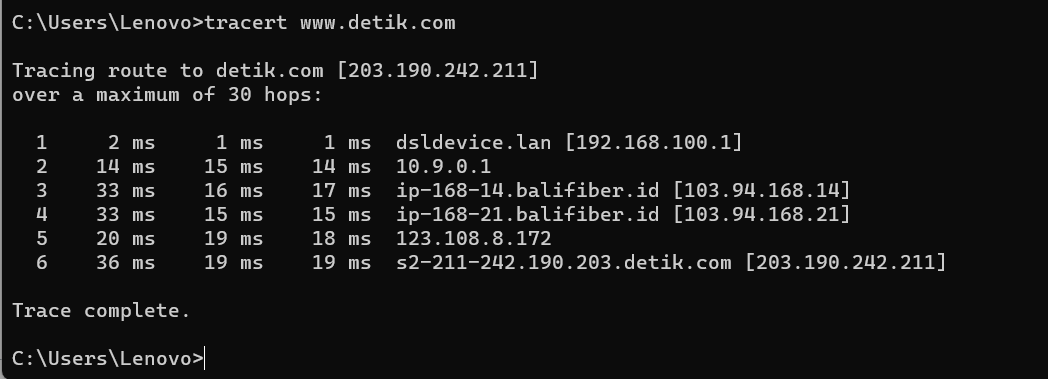 C:\Users\Lenovo>tracert www.detik.com
Tracing route to detik.com [203.190.242.211]
over a maximum of 30 hops:
1 2 ms 1 ms 1 ms dsldevice.lan [192.168.100.1]
2 14 ms 15 ms 14 ms 10.9.0.1
3 33 ms 16 ms 17 ms ip-168-14.balifiber.id [103.94.168.14]
4 33 ms 15 ms 15 ms ip-168-21.balifiber.id [103.94.168.21]
5 20 ms 19 ms 18 ms 123.108.8.172
6 36 ms 19 ms 19 ms s2-211-242.190.203.detik.com [203.190.242.211]
Trace complete.
C:\Users\Lenovo>